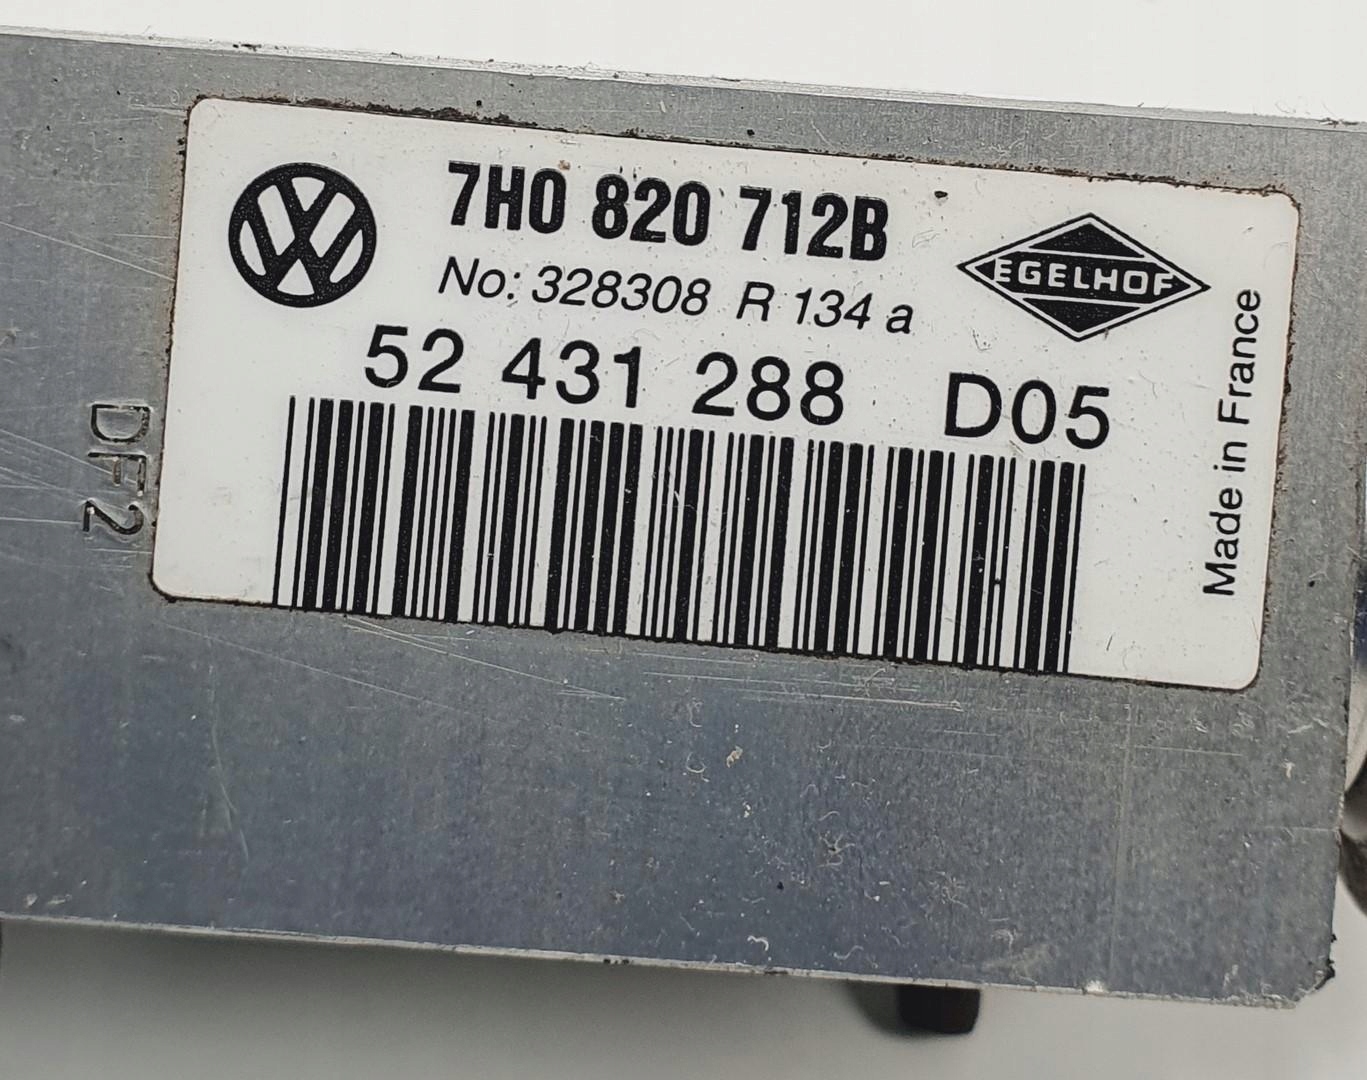 7H0 820 712B
No: 328308 R 134 a
EGELHOF
52 431 288 D05
Made in France
DF2